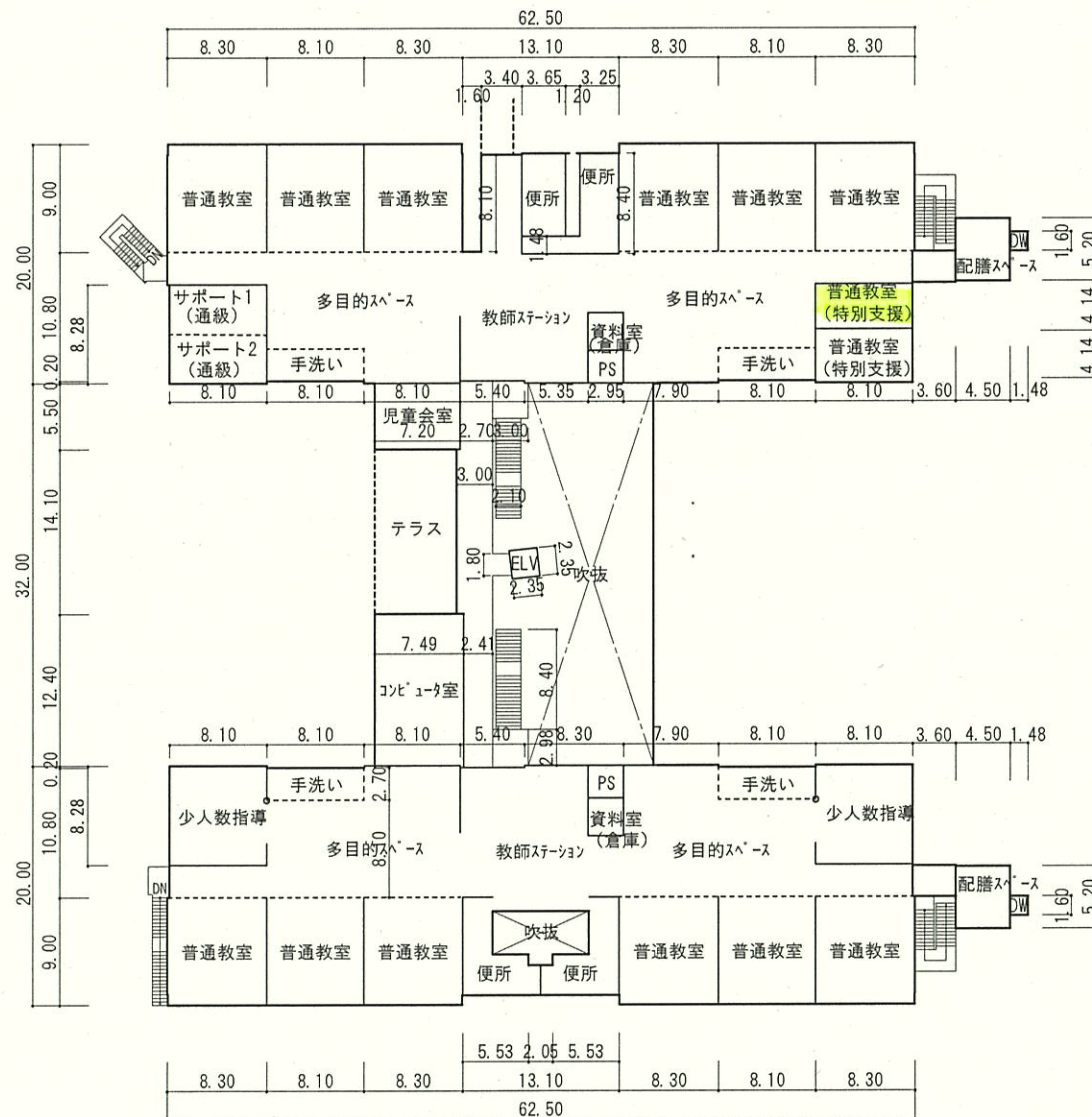 62.50
8.30 8.10 8.30 13.10 8.30 8.10 8.30
3.40 3.65 3.25
1.60 1.20
普通教室 普通教室 普通教室 便所 便所 普通教室 普通教室 普通教室
9.00 8.10 8.40
1.48
DW 1.60 5.20
配膳スペース
20.00
サポート1
(通級)
サポート2
(通級)
多目的スペース
教師ステーション
多目的スペース
資料室
(倉庫)
PS
普通教室
(特別支援)
普通教室
(特別支援)
手洗い 手洗い
10.80 8.28 4.14 4.14
0.20
8.10 8.10 8.10 5.40 5.35 2.95 7.90 8.10 8.10 3.60 4.50 1.48
児童会室
5.50 7.20 2.70 3.00
3.00
2.10
14.10
テラス
1.80 ELV 2.35
2.35
吹抜
32.00
7.49 2.41
12.40
コンピュータ室
8.40
8.10 8.10 8.10 5.40 8.30 7.90 8.10 8.10 3.60 4.50 1.48
2.98
0.20
手洗い 2.70 PS 手洗い
少人数指導 資料室
(倉庫)
少人数指導
10.80 8.28
多目的スペース 教師ステーション 多目的スペース
20.00
DN
配膳スペース
DW 1.60 5.20
9.00
吹抜
普通教室 普通教室 普通教室 便所 便所 普通教室 普通教室 普通教室
5.53 2.05 5.53
8.30 8.10 8.30 13.10 8.30 8.10 8.30
62.50